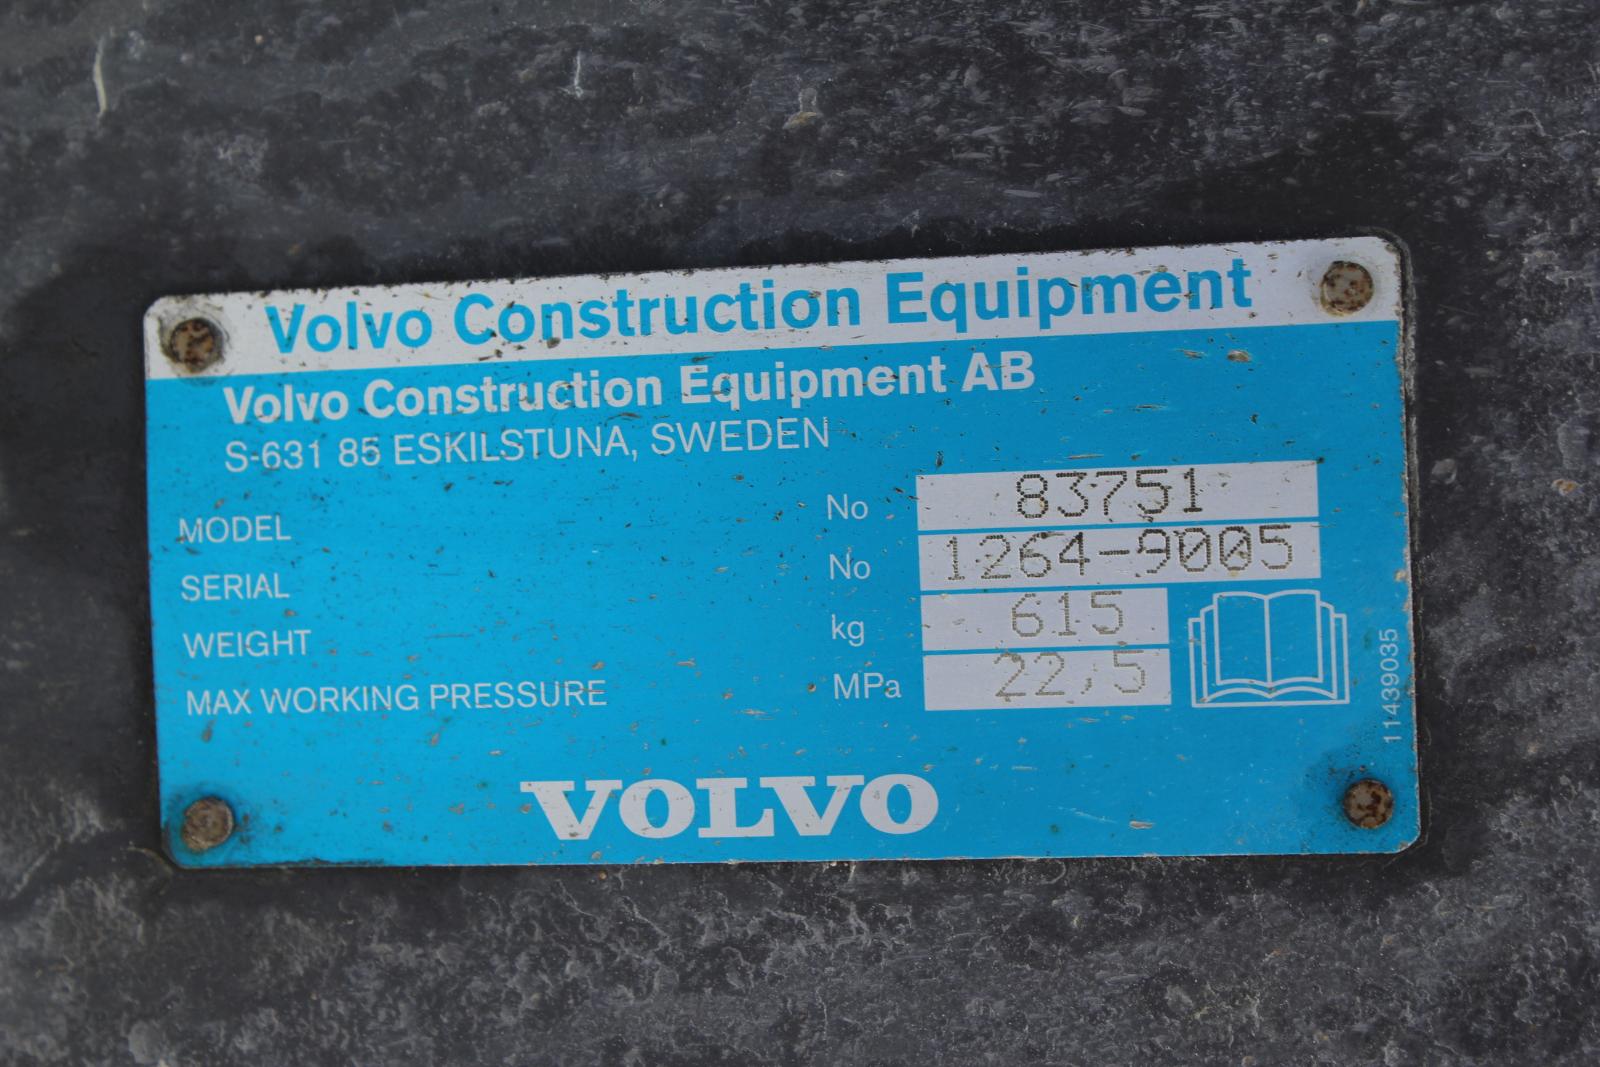 Volvo Construction Equipment
Volvo Construction Equipment AB
S-631 85 ESKILSTUNA, SWEDEN
MODEL No 83751
SERIAL No 1264-9005
WEIGHT kg 615
MAX WORKING PRESSURE MPa 22,5
11439035
VOLVO